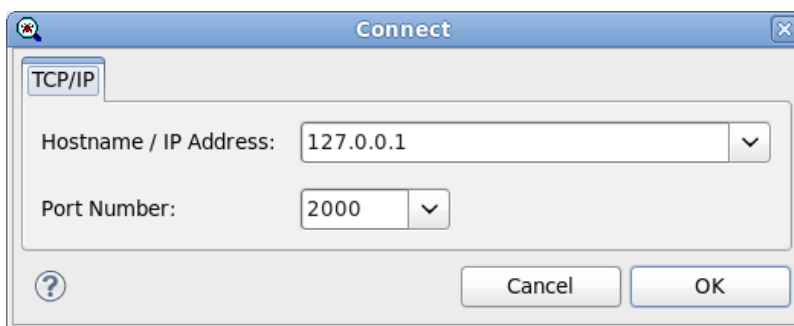 Connect
TCP/IP
Hostname / IP Address: 127.0.0.1
Port Number: 2000
? Cancel OK